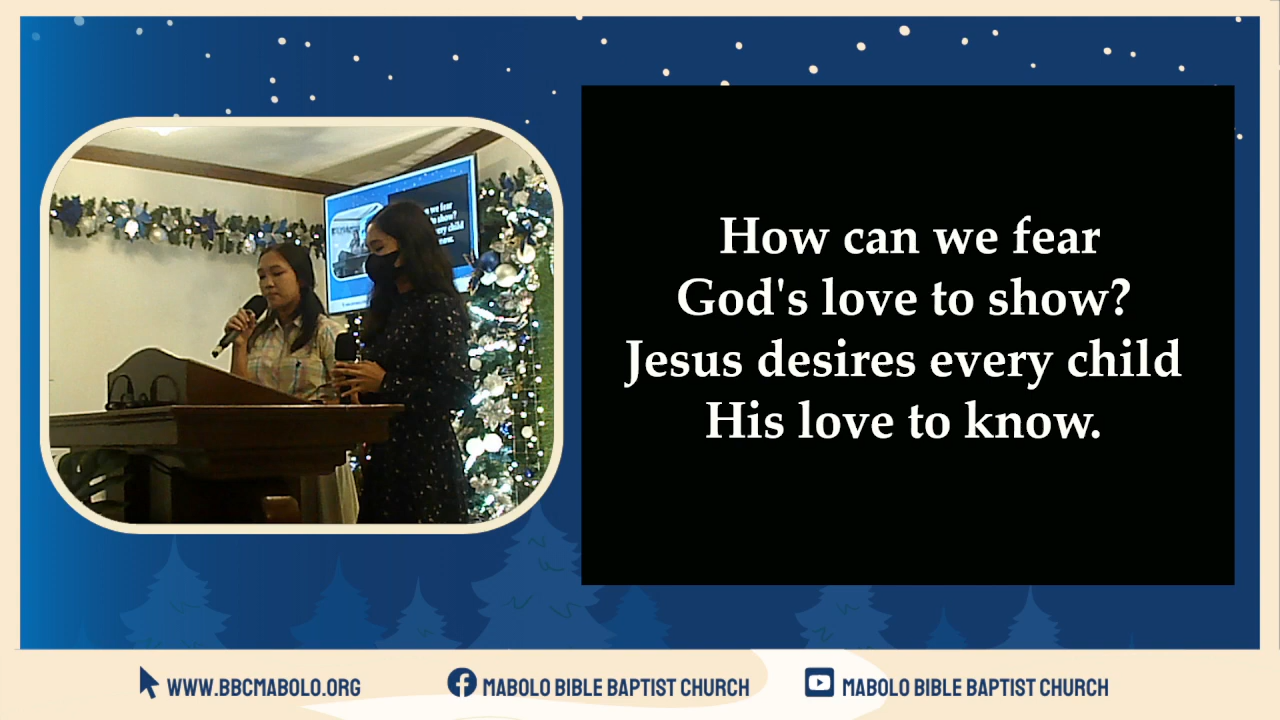 How can we fear
God's love to show?
Jesus desires every child
His love to know.
WWW.BBCMABOLO.ORG
MABOLO BIBLE BAPTIST CHURCH
MABOLO BIBLE BAPTIST CHURCH